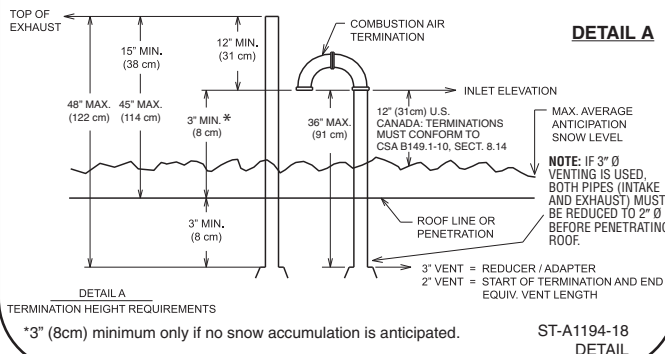 TOP OF
EXHAUST
15" MIN.
(38 cm)
12" MIN.
(31 cm)
COMBUSTION AIR
TERMINATION
DETAIL A
INLET ELEVATION
48" MAX.
(122 cm)
45" MAX.
(114 cm)
3" MIN. *
(8 cm)
36" MAX.
(91 cm)
12" (31cm) U.S.
CANADA: TERMINATIONS
MUST CONFORM TO
CSA B149.1-10, SECT. 8.14
MAX. AVERAGE
ANTICIPATION
SNOW LEVEL
NOTE: IF 3" Ø
VENTING IS USED,
BOTH PIPES (INTAKE
AND EXHAUST) MUST
BE REDUCED TO 2" Ø
BEFORE PENETRATING
ROOF.
3" MIN.
(8 cm)
ROOF LINE OR
PENETRATION
3" VENT = REDUCER / ADAPTER
2" VENT = START OF TERMINATION AND END
EQUIV. VENT LENGTH
DETAIL A
TERMINATION HEIGHT REQUIREMENTS
*3" (8cm) minimum only if no snow accumulation is anticipated.
ST-A1194-18
DETAIL